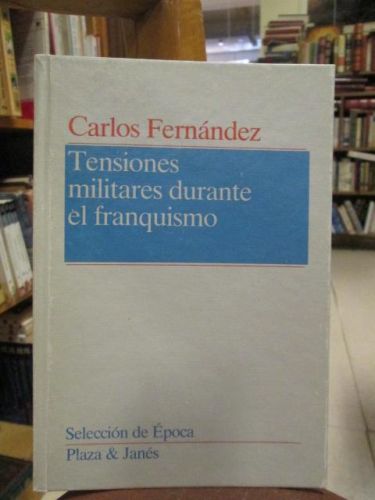 Carlos Fernández
Tensiones
militares durante
el franquismo
Selección de Época
Plaza & Janés